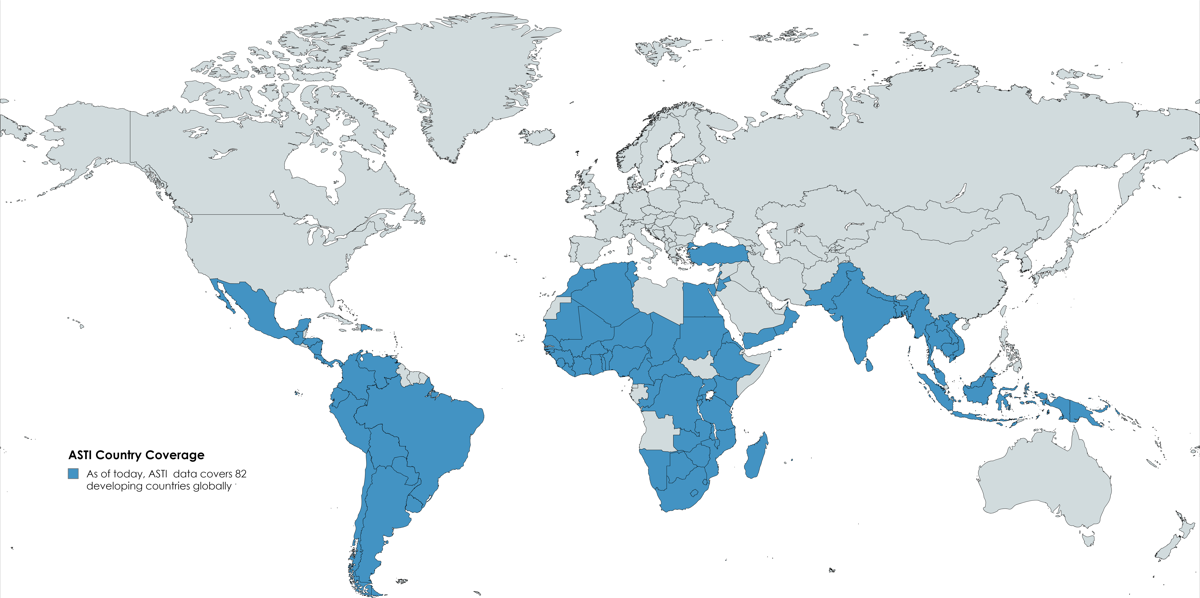 ASTI Country Coverage
As of today, ASTI data covers 82
developing countries globally